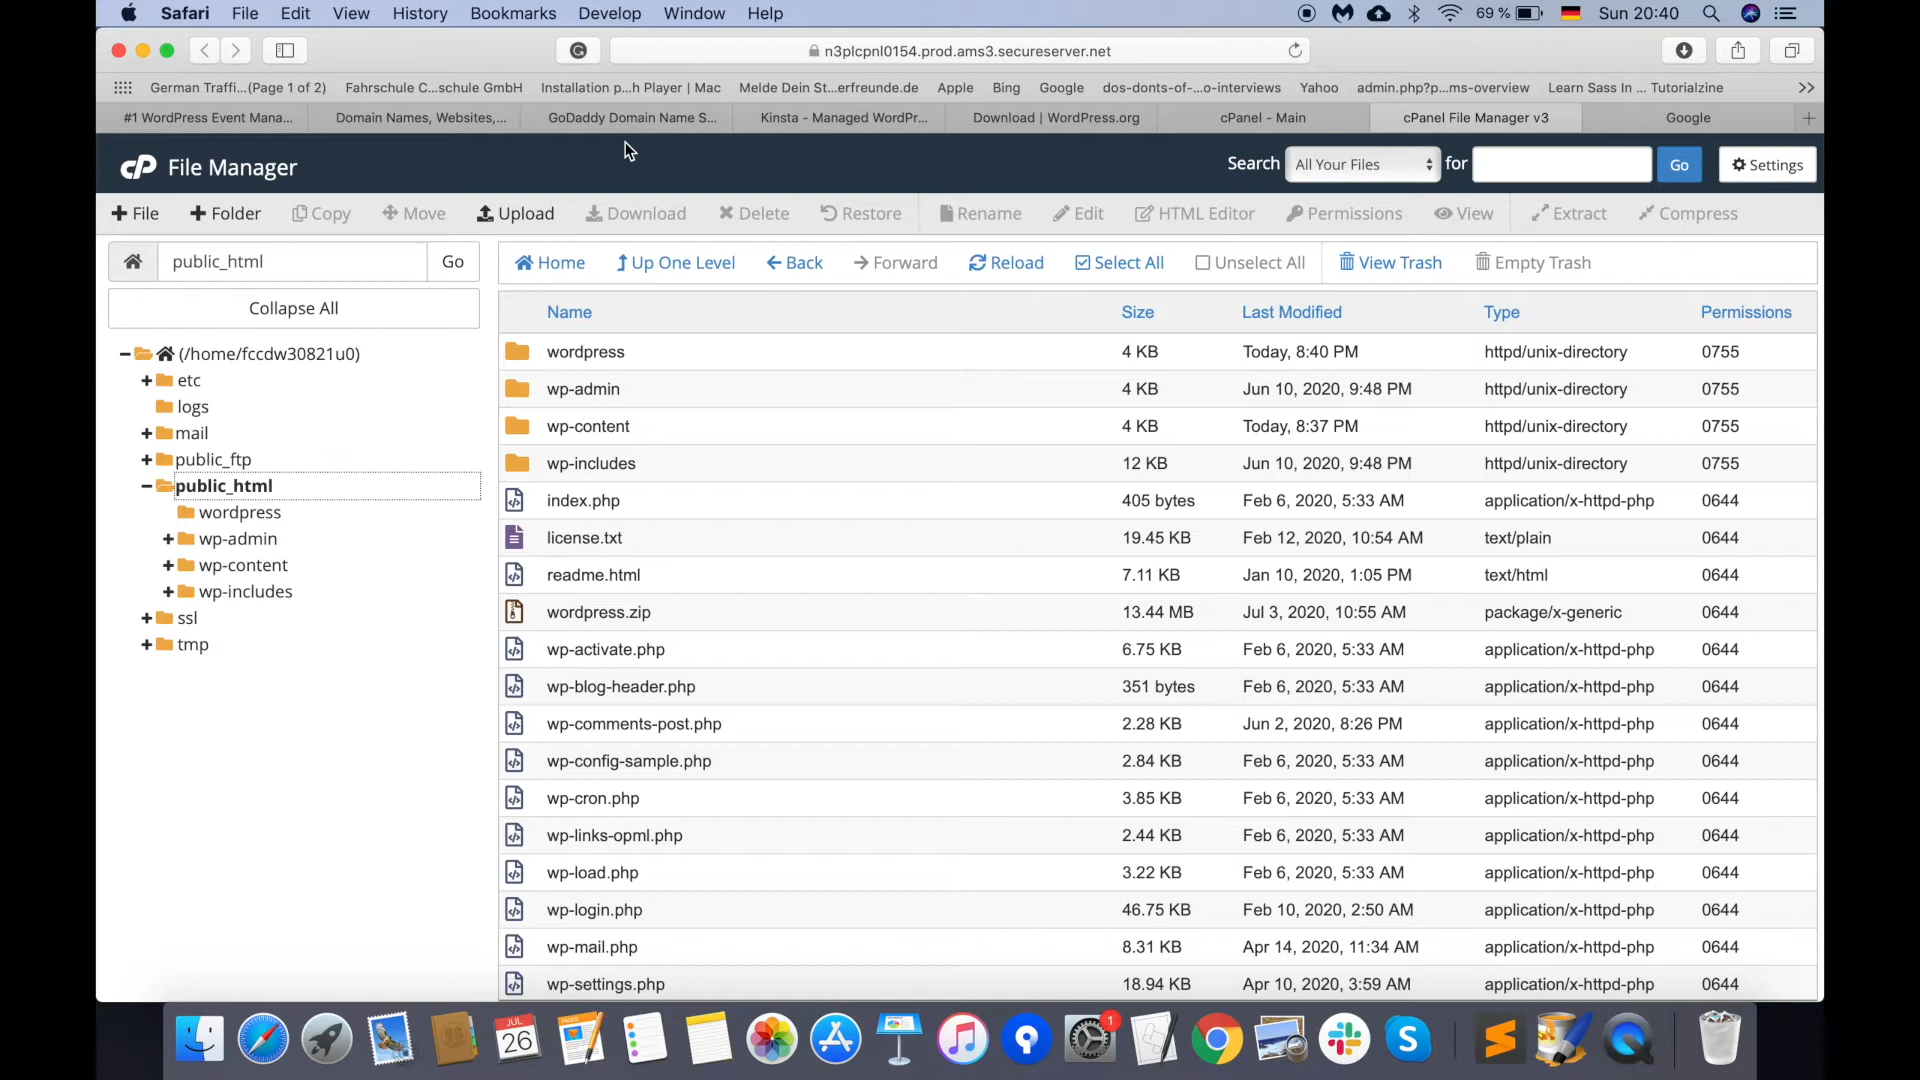 Safari File Edit View History Bookmarks Develop Window Help 69 % Sun 20:40
n3plcpnl0154.prod.ams3.secureserver.net
German Traffi...(Page 1 of 2) Fahrschule C...schule GmbH Installation p...h Player | Mac Melde Dein St...erfreunde.de Apple Bing Google dos-donts-of-...o-interviews Yahoo admin.php?p...ms-overview Learn Sass In ... Tutorialzine
#1 WordPress Event Mana... Domain Names, Websites,... GoDaddy Domain Name S... Kinsta - Managed WordPr... Download | WordPress.org cPanel - Main cPanel File Manager v3 Google
cP File Manager Search All Your Files for Go Settings
File Folder Copy Move Upload Download Delete Restore Rename Edit HTML Editor Permissions View Extract Compress
public_html Go
Home Up One Level Back Forward Reload Select All Unselect All View Trash Empty Trash
Collapse All
(/home/fccdw30821u0)
etc
logs
mail
public_ftp
public_html
wordpress
wp-admin
wp-content
wp-includes
ssl
tmp
Name Size Last Modified Type Permissions
wordpress 4 KB Today, 8:40 PM httpd/unix-directory 0755
wp-admin 4 KB Jun 10, 2020, 9:48 PM httpd/unix-directory 0755
wp-content 4 KB Today, 8:37 PM httpd/unix-directory 0755
wp-includes 12 KB Jun 10, 2020, 9:48 PM httpd/unix-directory 0755
index.php 405 bytes Feb 6, 2020, 5:33 AM application/x-httpd-php 0644
license.txt 19.45 KB Feb 12, 2020, 10:54 AM text/plain 0644
readme.html 7.11 KB Jan 10, 2020, 1:05 PM text/html 0644
wordpress.zip 13.44 MB Jul 3, 2020, 10:55 AM package/x-generic 0644
wp-activate.php 6.75 KB Feb 6, 2020, 5:33 AM application/x-httpd-php 0644
wp-blog-header.php 351 bytes Feb 6, 2020, 5:33 AM application/x-httpd-php 0644
wp-comments-post.php 2.28 KB Jun 2, 2020, 8:26 PM application/x-httpd-php 0644
wp-config-sample.php 2.84 KB Feb 6, 2020, 5:33 AM application/x-httpd-php 0644
wp-cron.php 3.85 KB Feb 6, 2020, 5:33 AM application/x-httpd-php 0644
wp-links-opml.php 2.44 KB Feb 6, 2020, 5:33 AM application/x-httpd-php 0644
wp-load.php 3.22 KB Feb 6, 2020, 5:33 AM application/x-httpd-php 0644
wp-login.php 46.75 KB Feb 10, 2020, 2:50 AM application/x-httpd-php 0644
wp-mail.php 8.31 KB Apr 14, 2020, 11:34 AM application/x-httpd-php 0644
wp-settings.php 18.94 KB Apr 10, 2020, 3:59 AM application/x-httpd-php 0644
JUL
26
1